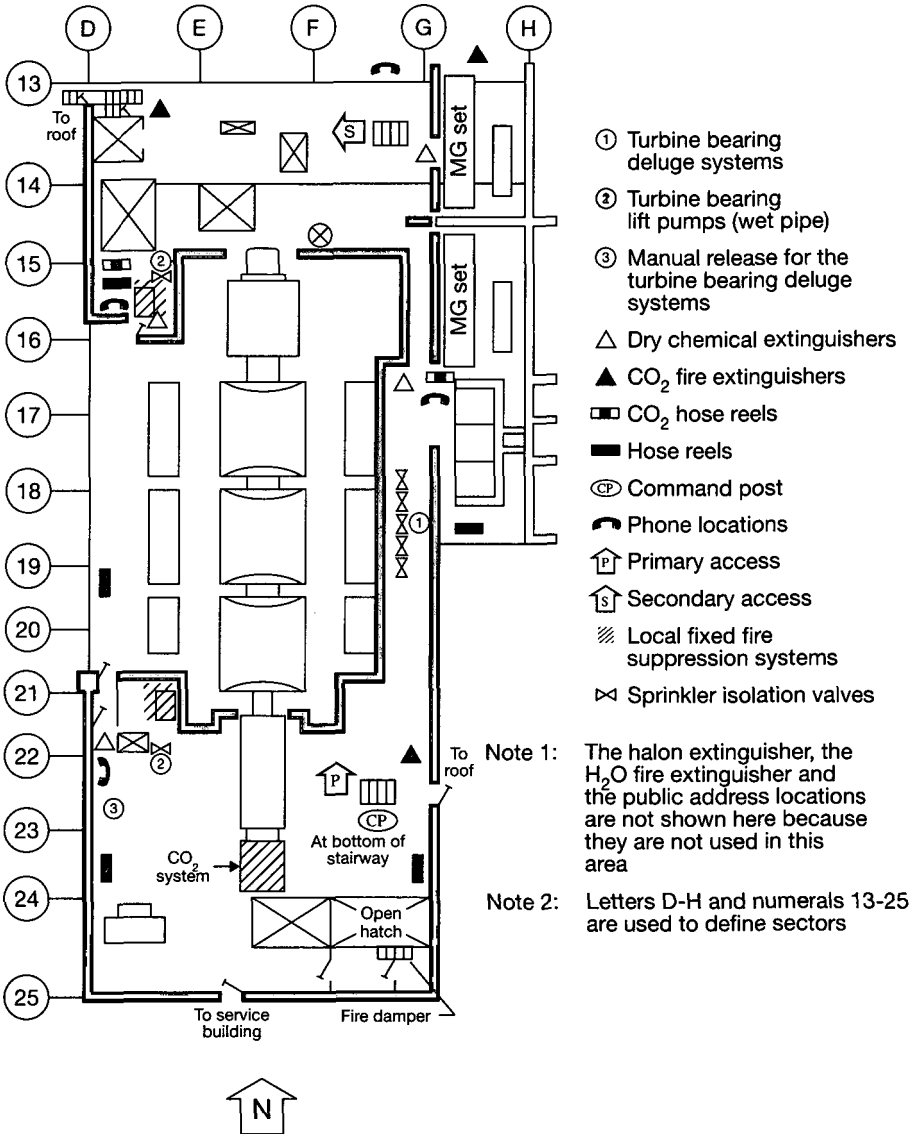 D E F G H
13
To
roof
S
MG set
14
15
2
MG set
16
17
18
1
19
20
21
22
2
To
roof
P
3
CP
23
At bottom of
stairway
CO2
system
24
Open
hatch
25
To service
building
Fire damper
N
1 Turbine bearing
deluge systems
2 Turbine bearing
lift pumps (wet pipe)
3 Manual release for the
turbine bearing deluge
systems
Dry chemical extinguishers
CO2 fire extinguishers
CO2 hose reels
Hose reels
CP Command post
Phone locations
P Primary access
S Secondary access
Local fixed fire
suppression systems
Sprinkler isolation valves
Note 1: The halon extinguisher, the
H2O fire extinguisher and
the public address locations
are not shown here because
they are not used in this
area
Note 2: Letters D-H and numerals 13-25
are used to define sectors